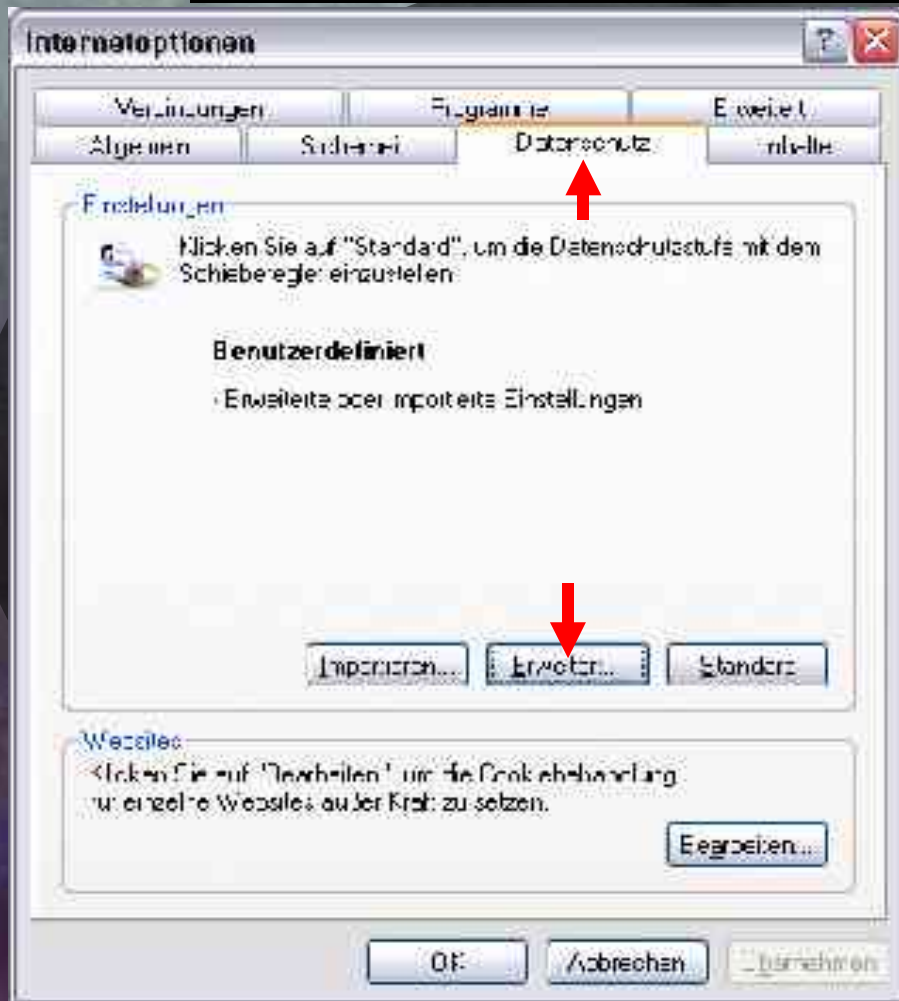 Internetoptionen
Verbindungen Programme Erweitert
Allgemein Sicherheit Datenschutz Inhalte
Einstellungen
Klicken Sie auf "Standard", um die Datenschutzstufe mit dem
Schieberegler einzustellen
Benutzerdefiniert
- Erweiterte oder importierte Einstellungen
Importieren... Erweitert... Standard
Websites
Klicken Sie auf "Bearbeiten", um die Cookiebehandlung
für einzelne Websites außer Kraft zu setzen.
Bearbeiten...
OK Abbrechen Übernehmen